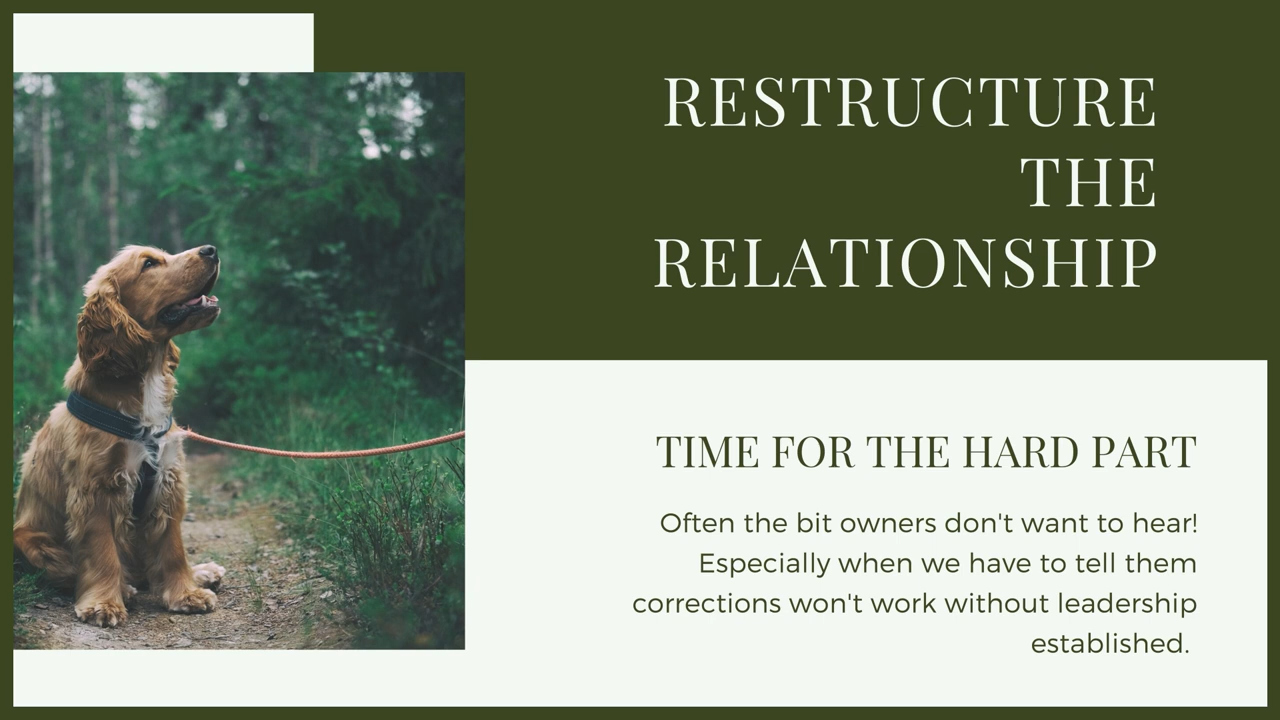 RESTRUCTURE
THE
RELATIONSHIP
TIME FOR THE HARD PART
Often the bit owners don't want to hear!
Especially when we have to tell them
corrections won't work without leadership
established.